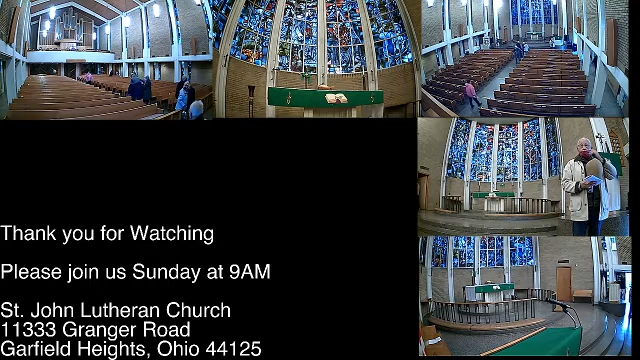 Thank you for Watching
Please join us Sunday at 9AM
St. John Lutheran Church
11333 Granger Road
Garfield Heights, Ohio 44125